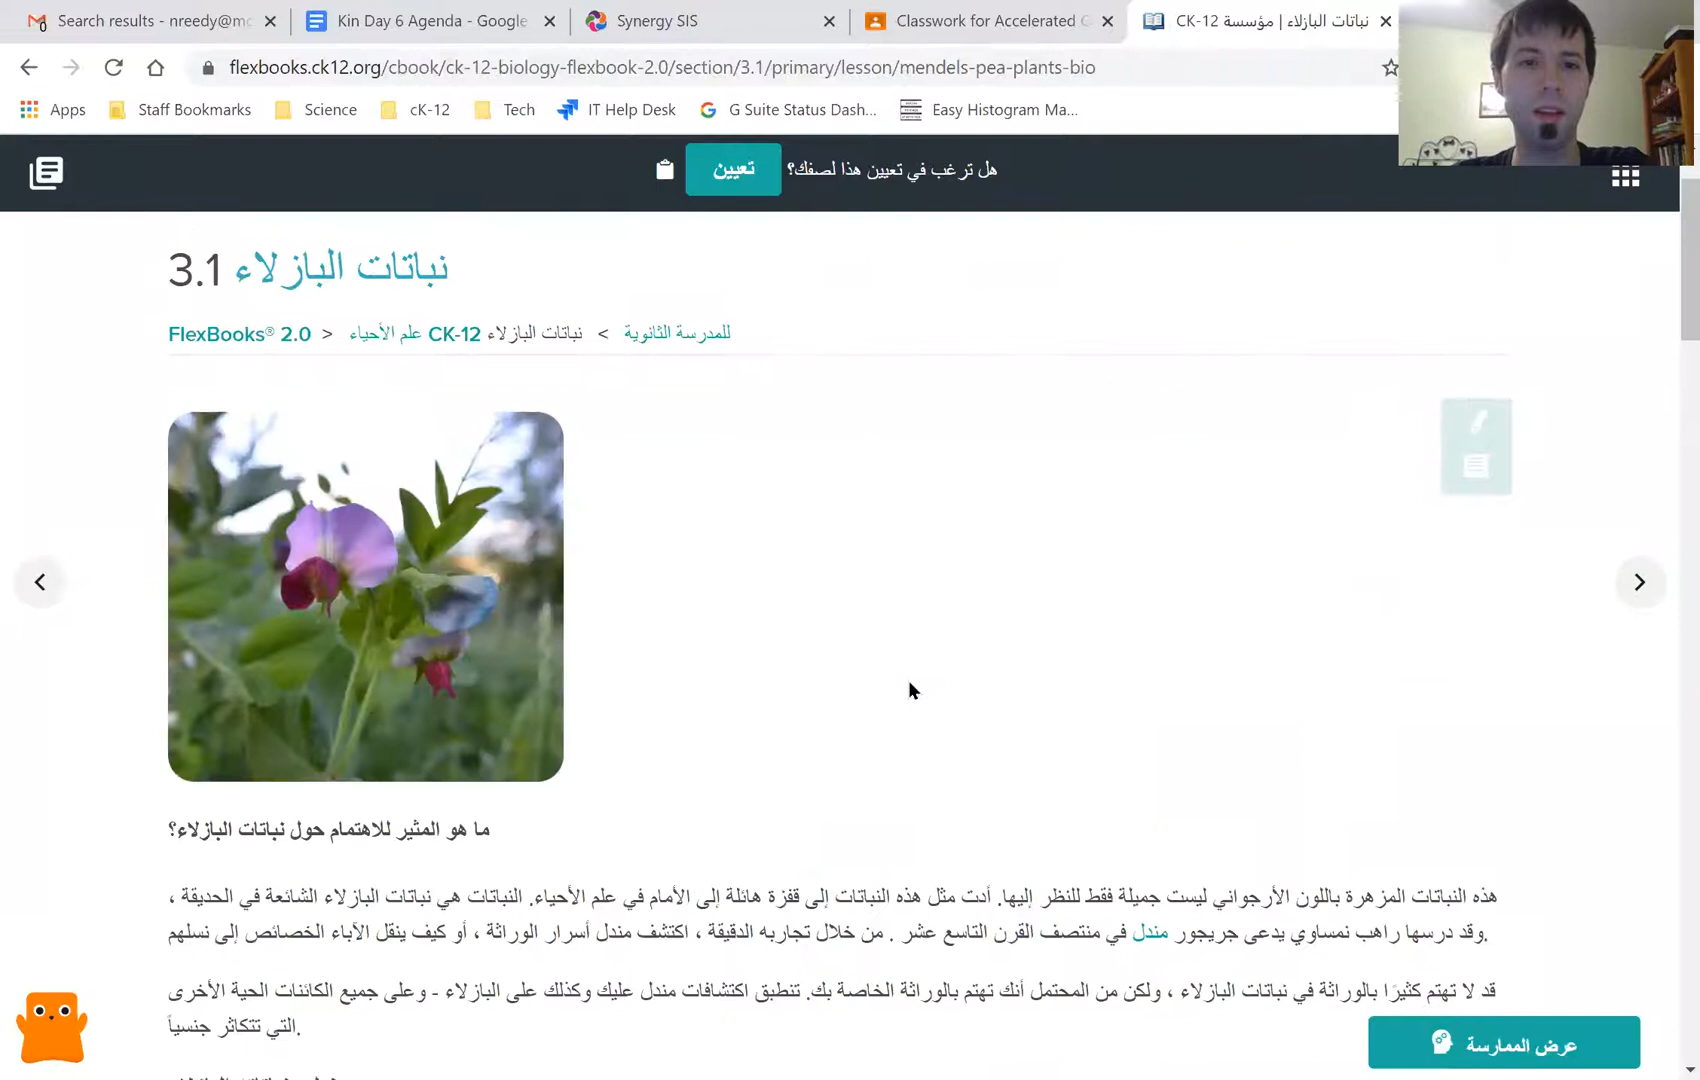 Search results - nreedy@mc
Kin Day 6 Agenda - Google
Synergy SIS
Classwork for Accelerated G
نباتات البازلاء | مؤسسة CK-12
flexbooks.ck12.org/cbook/ck-12-biology-flexbook-2.0/section/3.1/primary/lesson/mendels-pea-plants-bio
Apps
Staff Bookmarks
Science
cK-12
Tech
IT Help Desk
G Suite Status Dash...
Easy Histogram Ma...
هل ترغب في تعيين هذا لصفك؟
تعيين
3.1 نباتات البازلاء
FlexBooks® 2.0 > علم الأحياء CK-12 نباتات البازلاء > للمدرسة الثانوية
ما هو المثير للاهتمام حول نباتات البازلاء؟
هذه النباتات المزهرة باللون الأرجواني ليست جميلة فقط للنظر إليها. أدت مثل هذه النباتات إلى قفزة هائلة إلى الأمام في علم الأحياء. النباتات هي نباتات البازلاء الشائعة في الحديقة ،
وقد درسها راهب نمساوي يدعى جريجور مندل في منتصف القرن التاسع عشر . من خلال تجاربه الدقيقة ، اكتشف مندل أسرار الوراثة ، أو كيف ينقل الآباء الخصائص إلى نسلهم.
قد لا تهتم كثيرًا بالوراثة في نباتات البازلاء ، ولكن من المحتمل أنك تهتم بالوراثة الخاصة بك. تنطبق اكتشافات مندل عليك وكذلك على البازلاء - وعلى جميع الكائنات الحية الأخرى
التي تتكاثر جنسياً.
عرض الممارسة